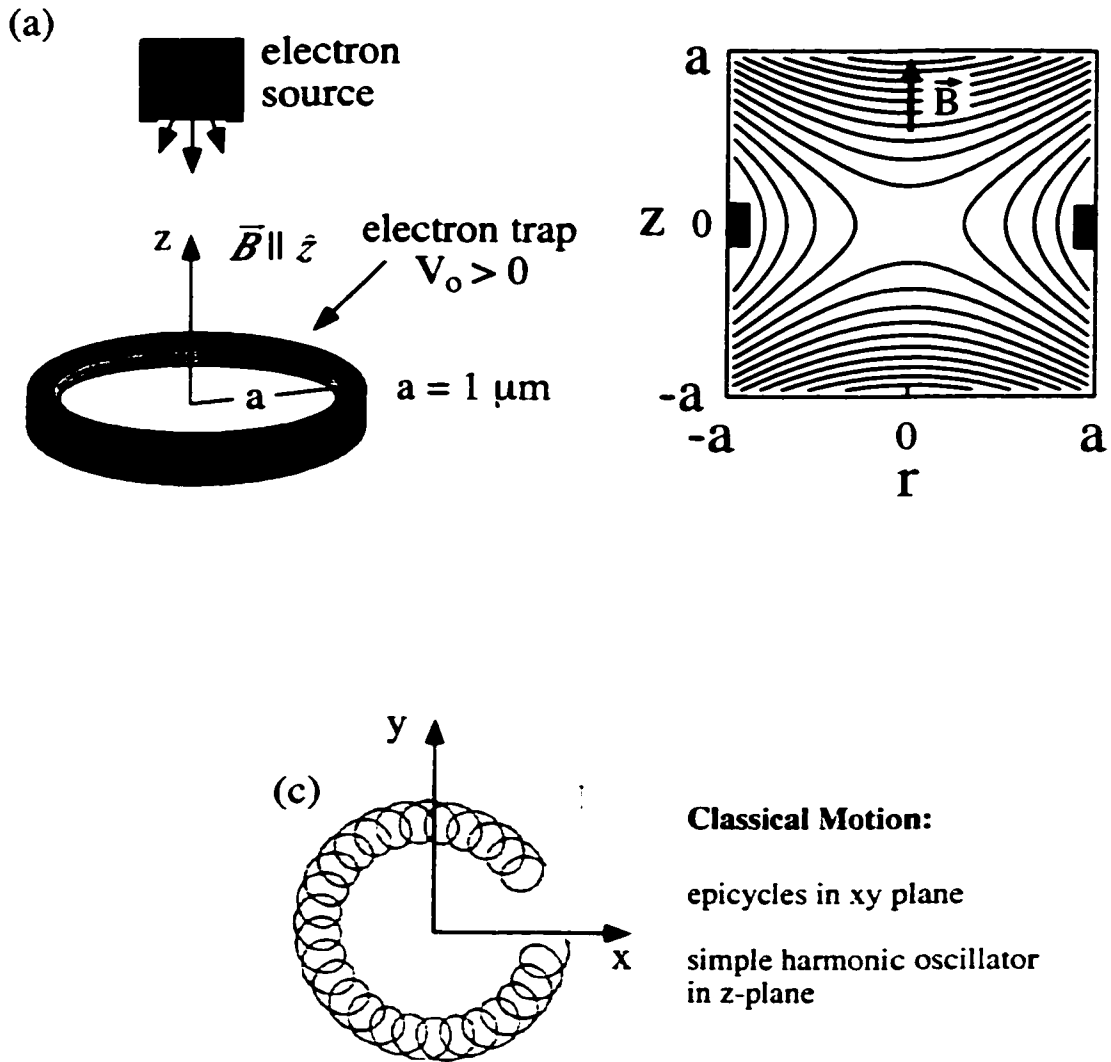 (a)
electron
source
z
B⃗ ∥ ẑ
electron trap
V₀ > 0
a
a = 1 μm
a
B⃗
Z
0
-a
-a
0
a
r
(c)
y
x
Classical Motion:
epicycles in xy plane
simple harmonic oscillator
in z-plane